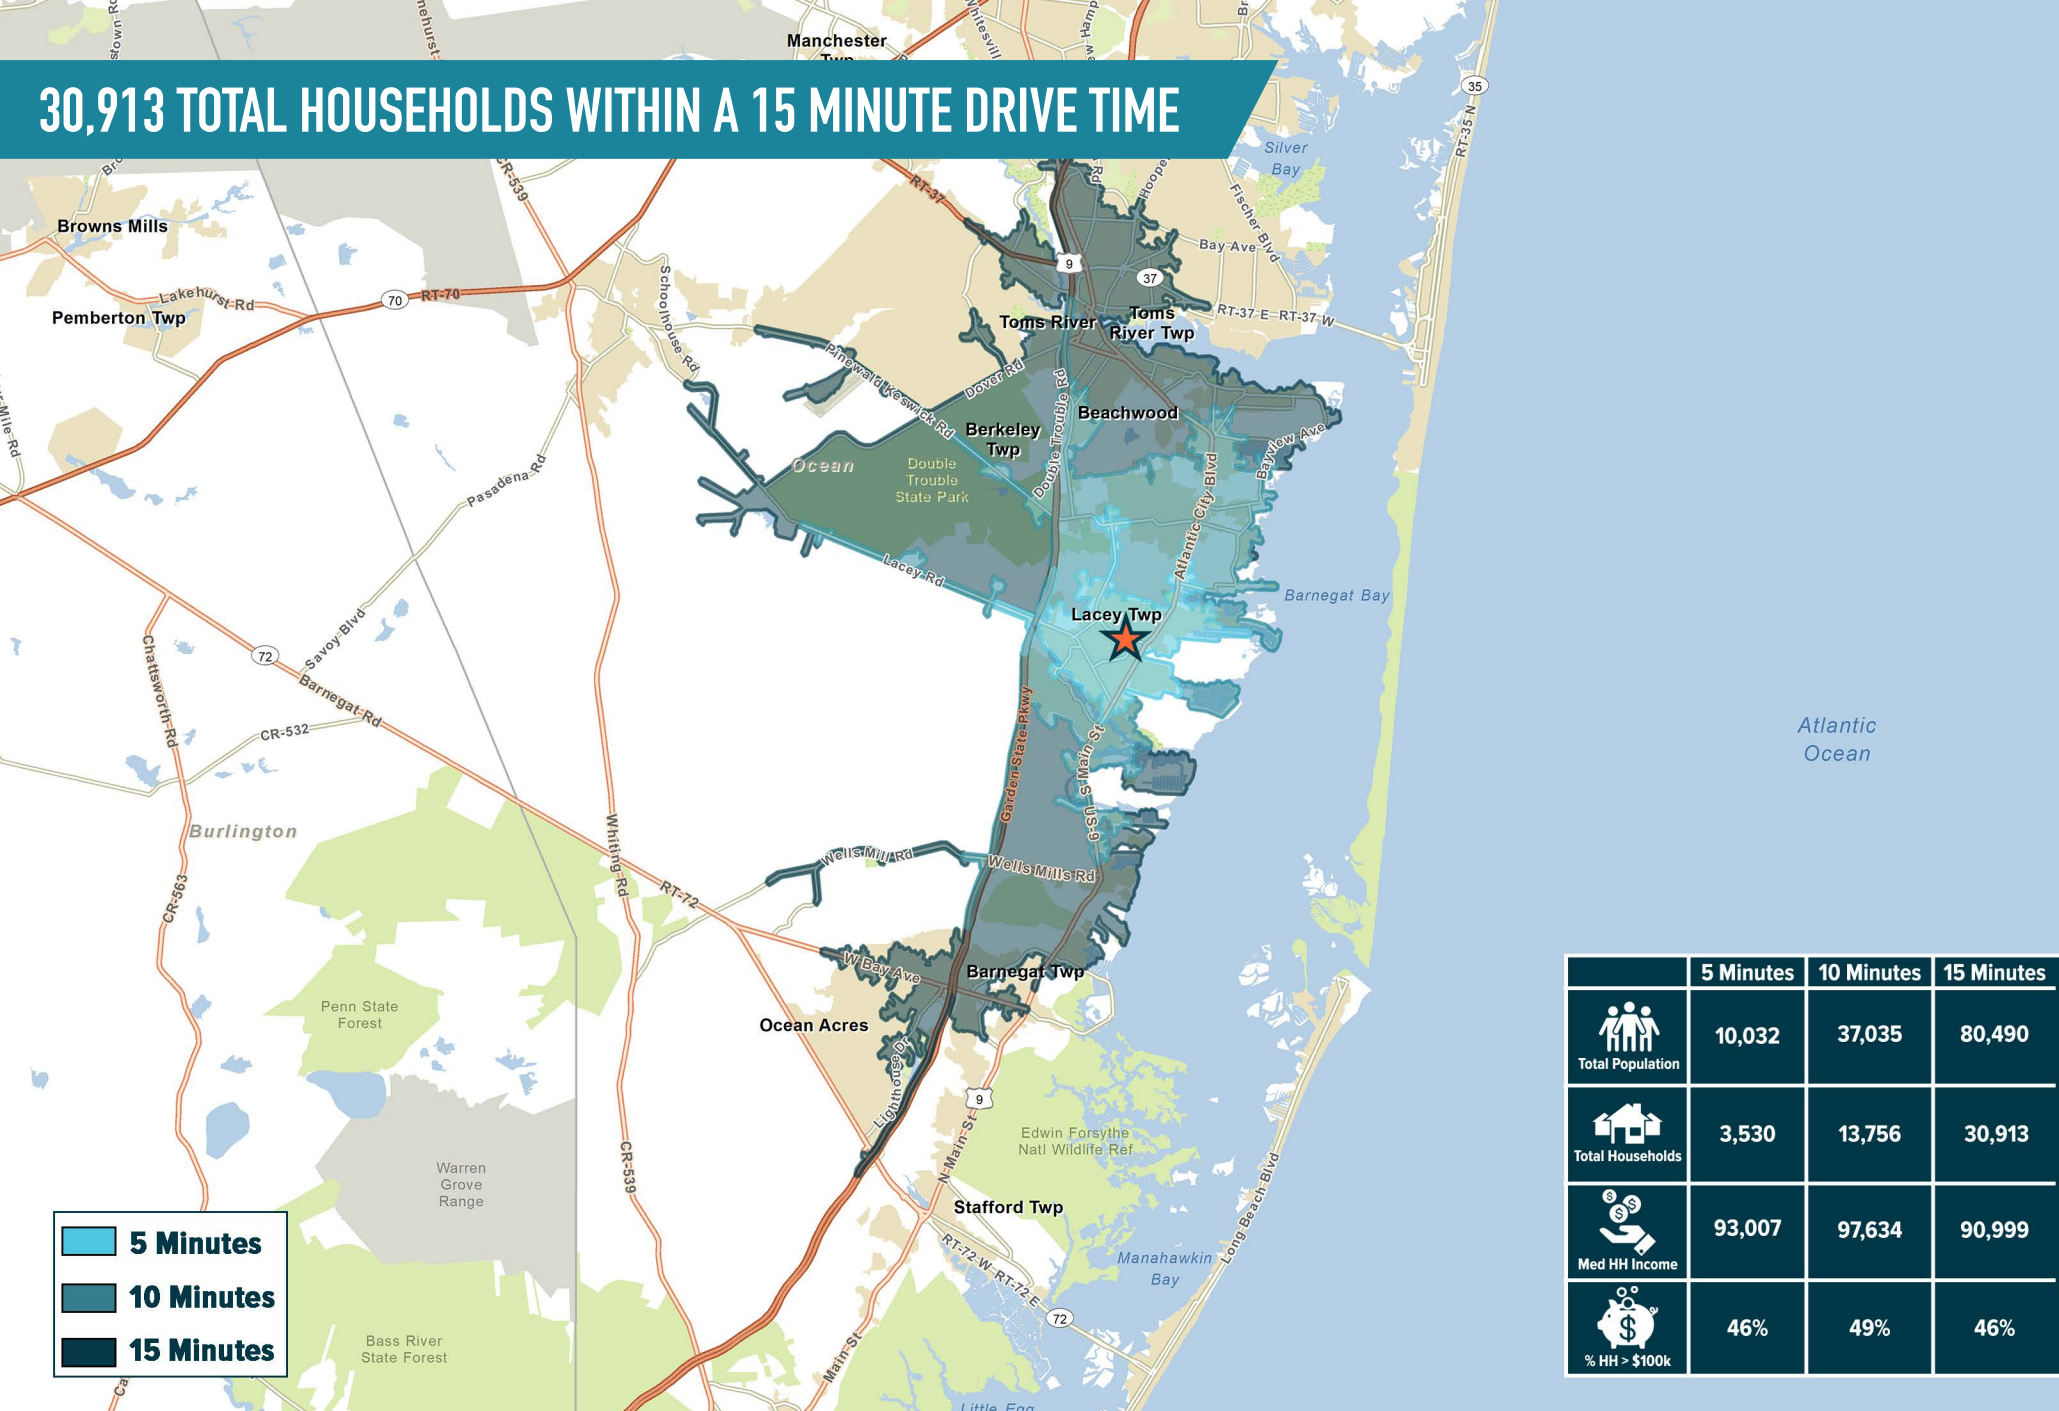 Manchester
Twp
30,913 TOTAL HOUSEHOLDS WITHIN A 15 MINUTE DRIVE TIME
35
RT-35 N
Silver
Bay
CR-539
RT-37
Hooper
Fischer Blvd
Browns Mills
Bay Ave
9
37
Lakehurst Rd
70
RT-70
Schoolhouse Rd
Pemberton Twp
Toms River
Toms
River Twp
RT-37 E
RT-37 W
Pinewald Keswick Rd
Dover Rd
Double Trouble Rd
Beachwood
Berkeley
Twp
Bayview Ave
Ocean
Double
Trouble
State Park
Atlantic City Blvd
Pasadena Rd
Lacey Rd
Barnegat Bay
Lacey Twp
Savoy Blvd
72
Chattsworth Rd
Barnegat Rd
CR-532
Garden State Pkwy
S Main St
US-9
Atlantic
Ocean
Burlington
Whiting Rd
Wells Mill Rd
Wells Mills Rd
RT-72
CR-563
W Bay Ave
Barnegat Twp
Penn State
Forest
Ocean Acres
Lighthouse Dr
9
N Main St
Edwin Forsythe
Natl Wildlife Ref
CR-539
Warren
Grove
Range
Stafford Twp
Long Beach Blvd
RT-72 W
RT-72 E
Manahawkin
Bay
72
Bass River
State Forest
Main St
Little Egg
5 Minutes
10 Minutes
15 Minutes
5 Minutes 10 Minutes 15 Minutes
Total Population 10,032 37,035 80,490
Total Households 3,530 13,756 30,913
Med HH Income 93,007 97,634 90,999
% HH > $100k 46% 49% 46%